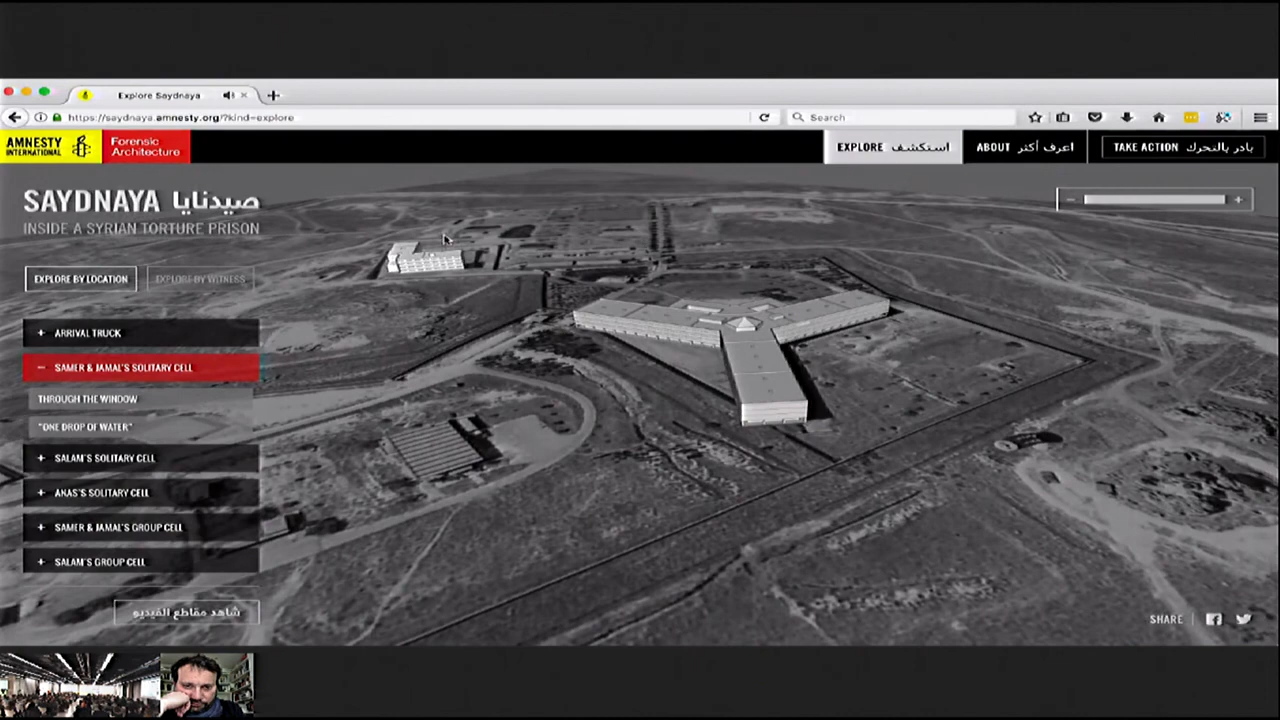 Explore Saydnaya
https://saydnaya.amnesty.org/?kind=explore
Search
AMNESTY INTERNATIONAL
Forensic Architecture
EXPLORE استكشف
ABOUT اعرف أكثر
TAKE ACTION بادر بالتحرك
SAYDNAYA صيدنايا
INSIDE A SYRIAN TORTURE PRISON
EXPLORE BY LOCATION
EXPLORE BY WITNESS
+ ARRIVAL TRUCK
− SAMER & JAMAL'S SOLITARY CELL
THROUGH THE WINDOW
"ONE DROP OF WATER"
+ SALAM'S SOLITARY CELL
+ ANAS'S SOLITARY CELL
+ SAMER & JAMAL'S GROUP CELL
+ SALAM'S GROUP CELL
شاهد مقاطع الفيديو
SHARE